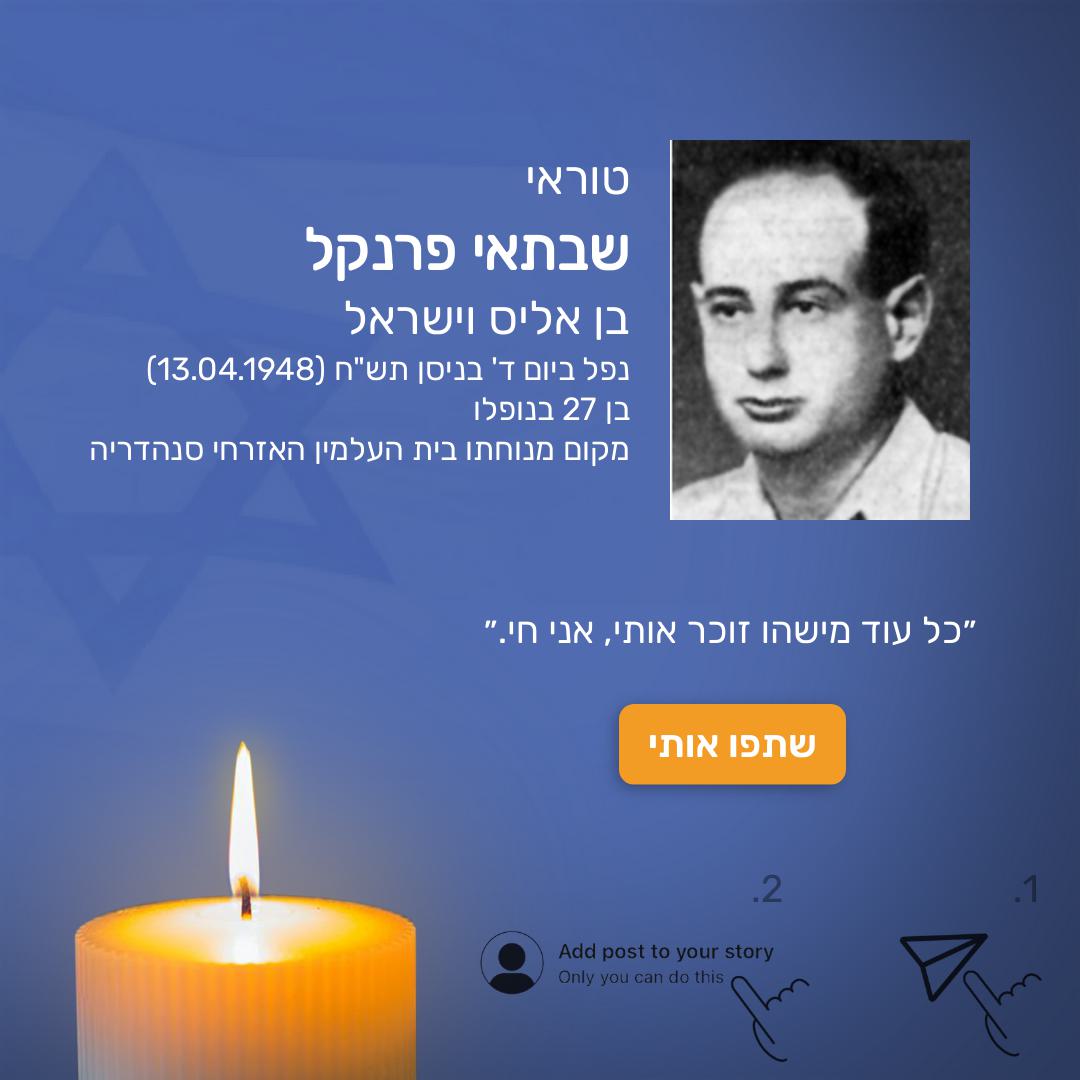 טוראי
שבתאי פרנקל
בן אליס וישראל
נפל ביום ד' בניסן תש"ח (13.04.1948)
בן 27 בנופלו
מקום מנוחתו בית העלמין האזרחי סנהדריה
״כל עוד מישהו זוכר אותי, אני חי.״
שתפו אותי
1.
2.
Add post to your story
Only you can do this